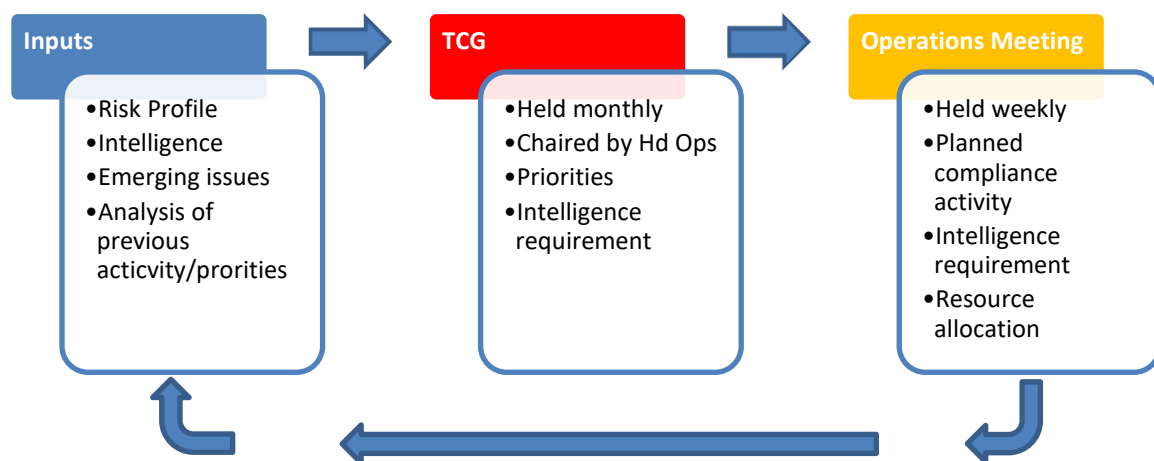 Inputs
•Risk Profile
•Intelligence
•Emerging issues
•Analysis of
previous
acticvity/prorities
TCG
•Held monthly
•Chaired by Hd Ops
•Priorities
•Intelligence
requirement
Operations Meeting
•Held weekly
•Planned
compliance
activity
•Intelligence
requirement
•Resource
allocation